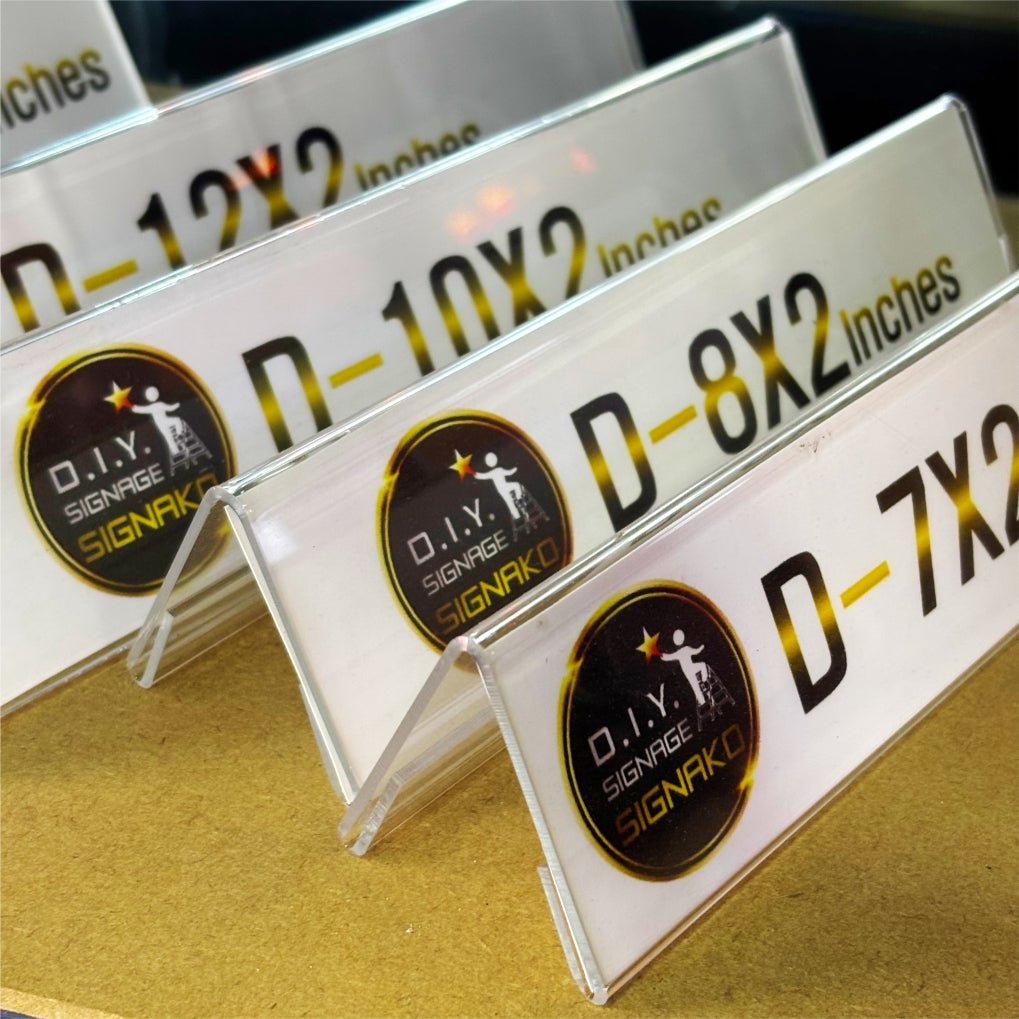 Inches
D-12X2 Inches
D-10X2 Inches
D.I.Y.
SIGNAGE
SIGNAKO
D-8X2 Inches
D.I.Y.
SIGNAGE
SIGNAKO
D-7X2
D.I.Y.
SIGNAGE
SIGNAKO